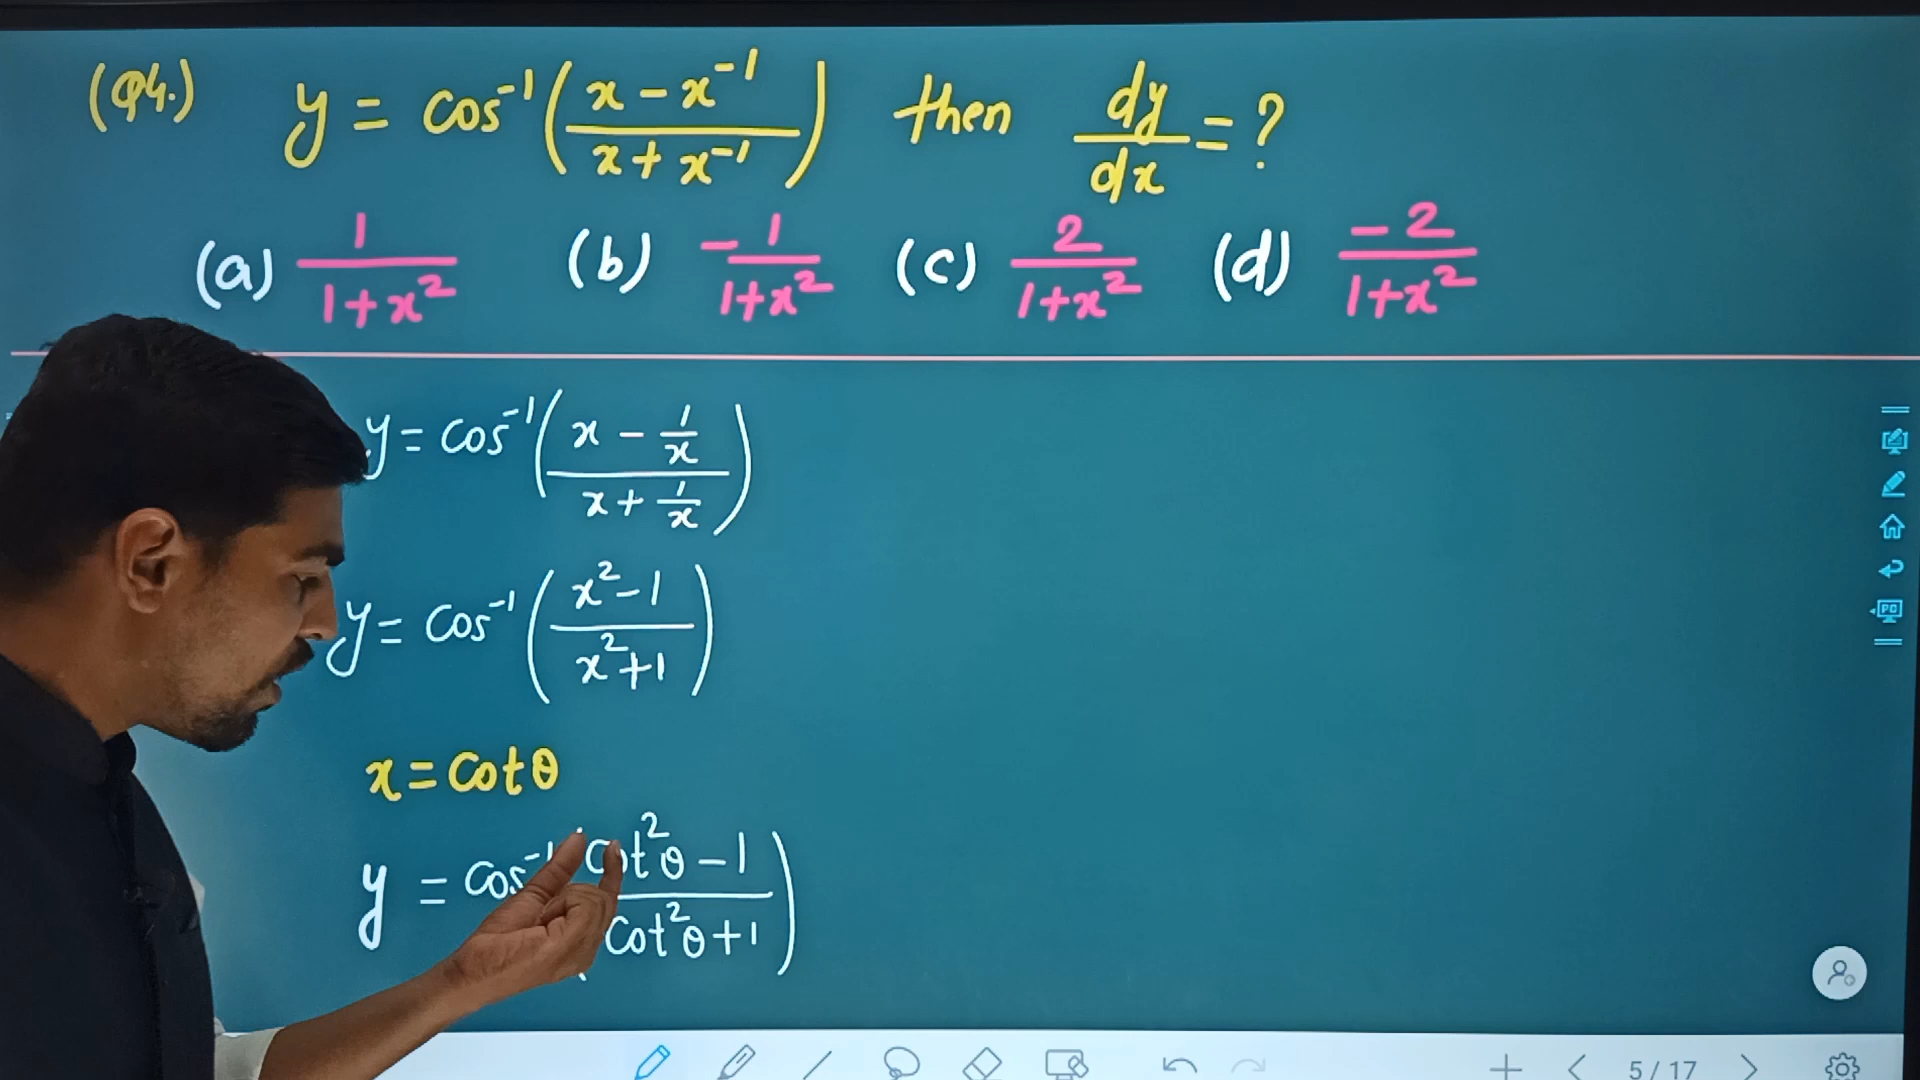 (Q4.) y = cos⁻¹((x - x⁻¹)/(x + x⁻¹)) then dy/dx = ?
(a) 1/(1+x²) (b) -1/(1+x²) (c) 2/(1+x²) (d) -2/(1+x²)
y = cos⁻¹((x - 1/x)/(x + 1/x))
y = cos⁻¹((x²-1)/(x²+1))
x = cotθ
y = cos⁻¹((cot²θ-1)/(cot²θ+1))
PC
5/17